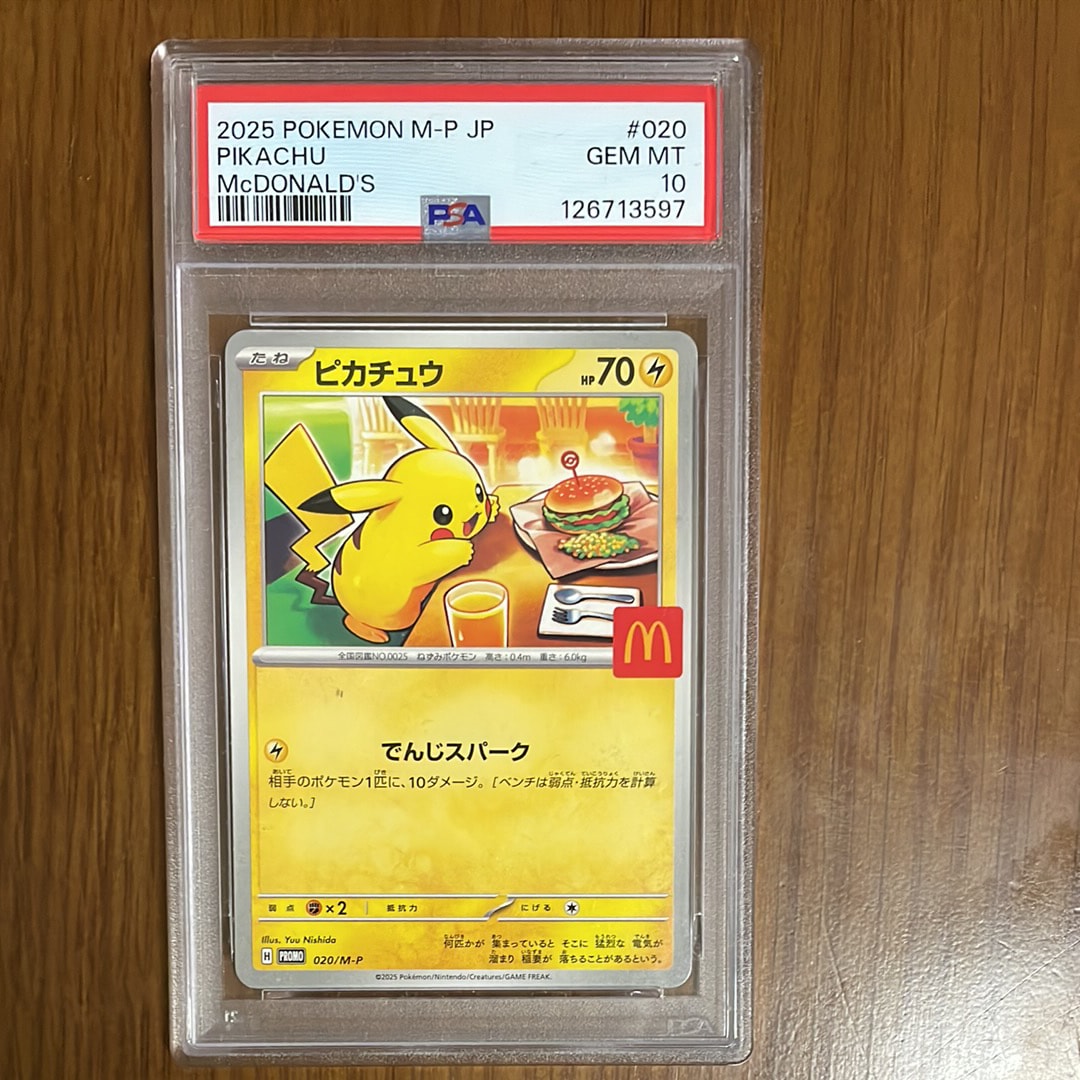 2025 POKEMON M-P JP #020
PIKACHU GEM MT
McDONALD'S 10
PSA 126713597
たね ピカチュウ HP70
全国図鑑NO.0025 ねずみポケモン 高さ:0.4m 重さ:6.0kg
でんじスパーク
相手のポケモン1匹に、10ダメージ。[ベンチは弱点・抵抗力を計算
しない。]
弱点 ×2 抵抗力 にげる
Illus. Yuu Nishida
何匹かが 集まっていると そこに 猛烈な 電気が
溜まり 稲妻が 落ちることがあるという。
H PROMO 020/M-P
©2025 Pokémon/Nintendo/Creatures/GAME FREAK.
PSA